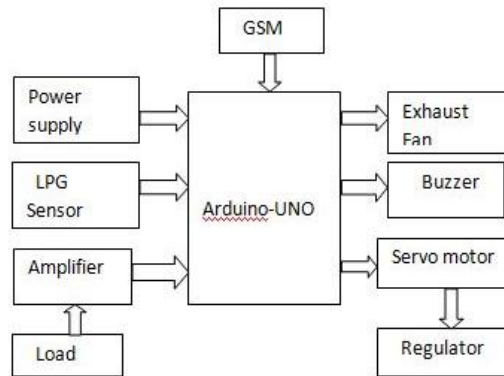 GSM
Power
supply
Exhaust
Fan
LPG
Sensor
Buzzer
Arduino-UNO
Amplifier
Servo motor
Load
Regulator